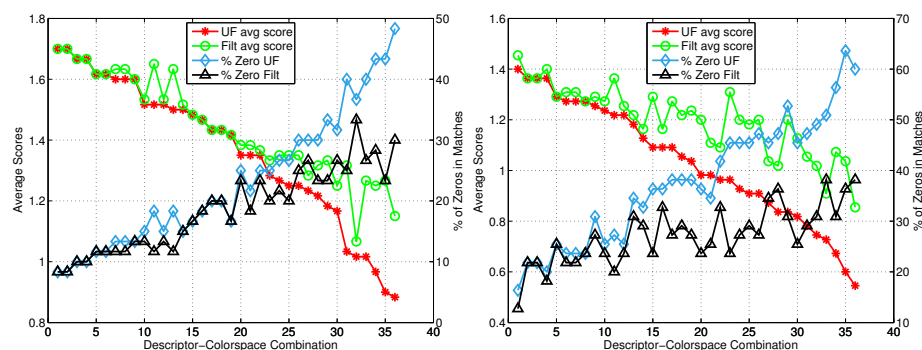 1.8 50
1.6 40
1.4 30
1.2 20
1 10
0.8 0
0 5 10 15 20 25 30 35 40
Average Scores
% of Zeros in Matches
Descriptor−Colorspace Combination
UF avg score
Filt avg score
% Zero UF
% Zero Filt
1.6 70
1.4 60
1.2 50
1 40
0.8 30
0.6 20
0.4 10
0 5 10 15 20 25 30 35 40
Average Scores
% of Zeros in Matches
Descriptor−Colorspace Combination
UF avg score
Filt avg score
% Zero UF
% Zero Filt